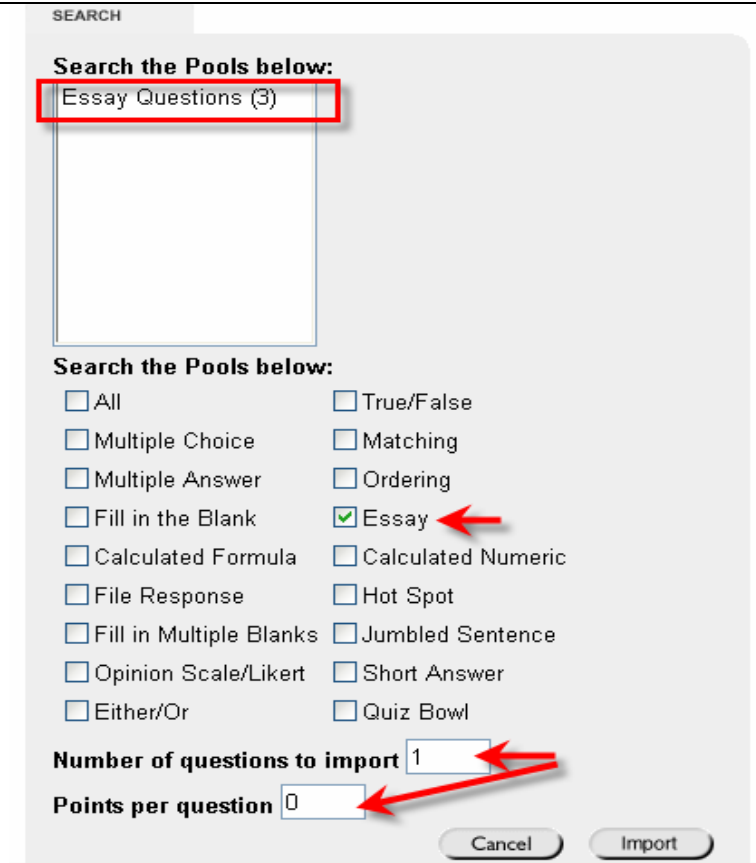 SEARCH
Search the Pools below:
Essay Questions (3)
Search the Pools below:
All True/False
Multiple Choice Matching
Multiple Answer Ordering
Fill in the Blank Essay
Calculated Formula Calculated Numeric
File Response Hot Spot
Fill in Multiple Blanks Jumbled Sentence
Opinion Scale/Likert Short Answer
Either/Or Quiz Bowl
Number of questions to import 1
Points per question 0
Cancel Import